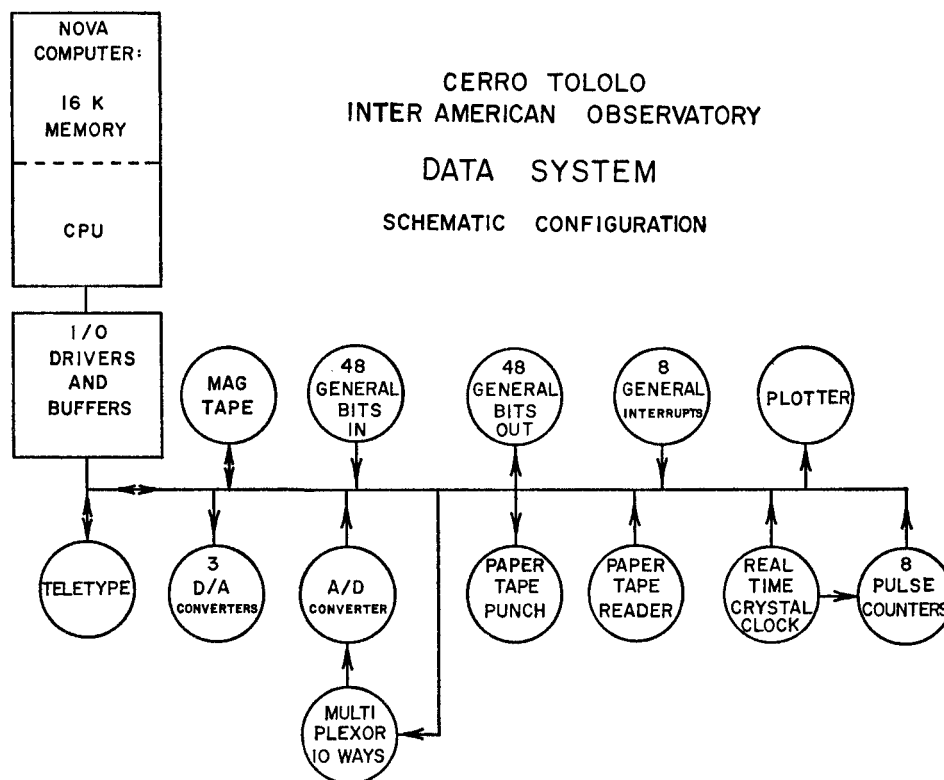 NOVA
COMPUTER:
16 K
MEMORY
CPU
CERRO TOLOLO
INTER AMERICAN OBSERVATORY
DATA SYSTEM
SCHEMATIC CONFIGURATION
I/O
DRIVERS
AND
BUFFERS
MAG
TAPE
48
GENERAL
BITS
IN
48
GENERAL
BITS
OUT
8
GENERAL
INTERRUPTS
PLOTTER
TELETYPE
3
D/A
CONVERTERS
A/D
CONVERTER
PAPER
TAPE
PUNCH
PAPER
TAPE
READER
REAL
TIME
CRYSTAL
CLOCK
8
PULSE
COUNTERS
MULTI
PLEXOR
10 WAYS